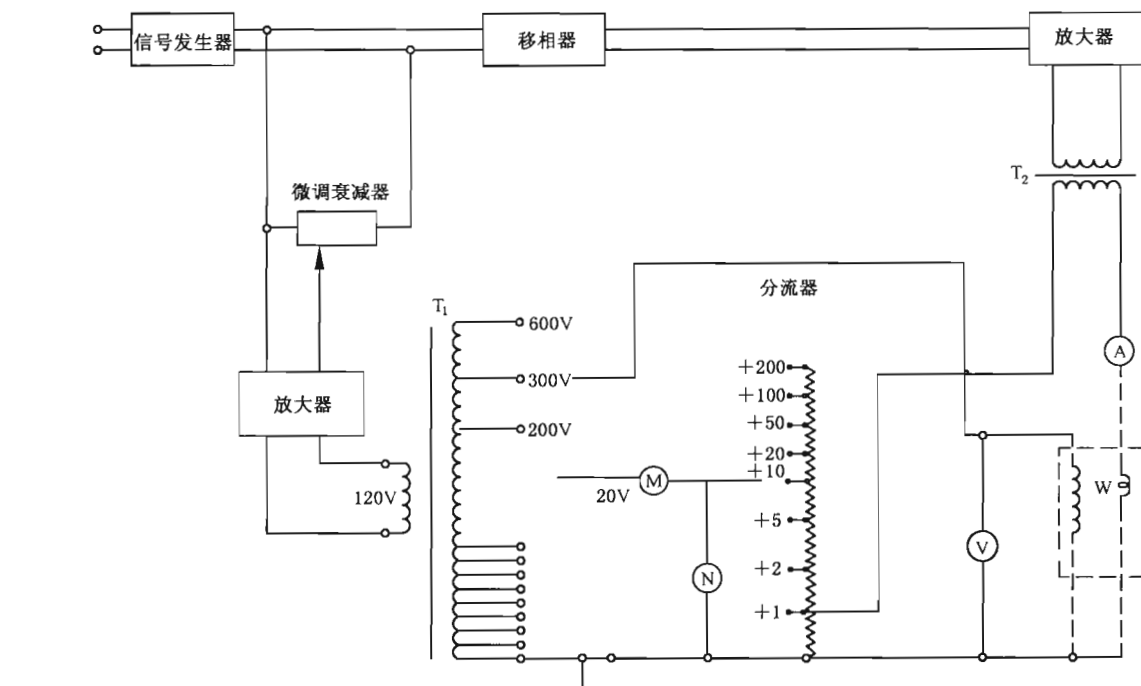 信号发生器
移相器
放大器
T₂
微调衰减器
分流器
T₁
600V
300V
200V
+200
+100
+50
+20
+10
+5
+2
+1
A
放大器
120V
20V
M
N
V
W